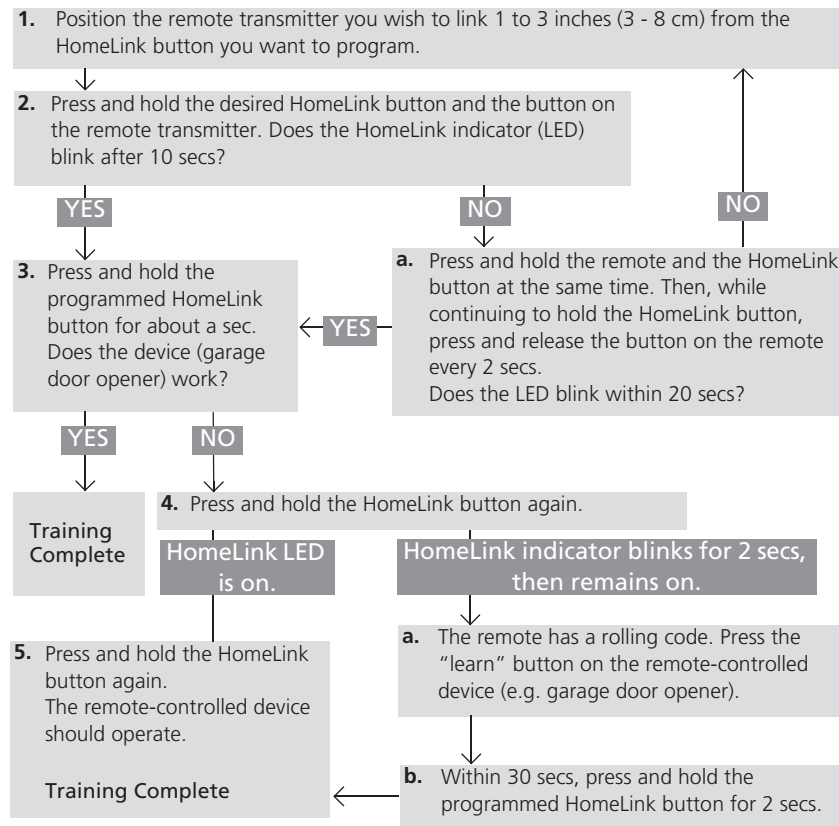 1. Position the remote transmitter you wish to link 1 to 3 inches (3 - 8 cm) from the
HomeLink button you want to program.
2. Press and hold the desired HomeLink button and the button on
the remote transmitter. Does the HomeLink indicator (LED)
blink after 10 secs?
YES
NO
NO
3. Press and hold the
programmed HomeLink
button for about a sec.
Does the device (garage
door opener) work?
YES
a. Press and hold the remote and the HomeLink
button at the same time. Then, while
continuing to hold the HomeLink button,
press and release the button on the remote
every 2 secs.
Does the LED blink within 20 secs?
YES
NO
Training
Complete
4. Press and hold the HomeLink button again.
HomeLink LED
is on.
HomeLink indicator blinks for 2 secs,
then remains on.
5. Press and hold the HomeLink
button again.
The remote-controlled device
should operate.
Training Complete
a. The remote has a rolling code. Press the
“learn” button on the remote-controlled
device (e.g. garage door opener).
b. Within 30 secs, press and hold the
programmed HomeLink button for 2 secs.